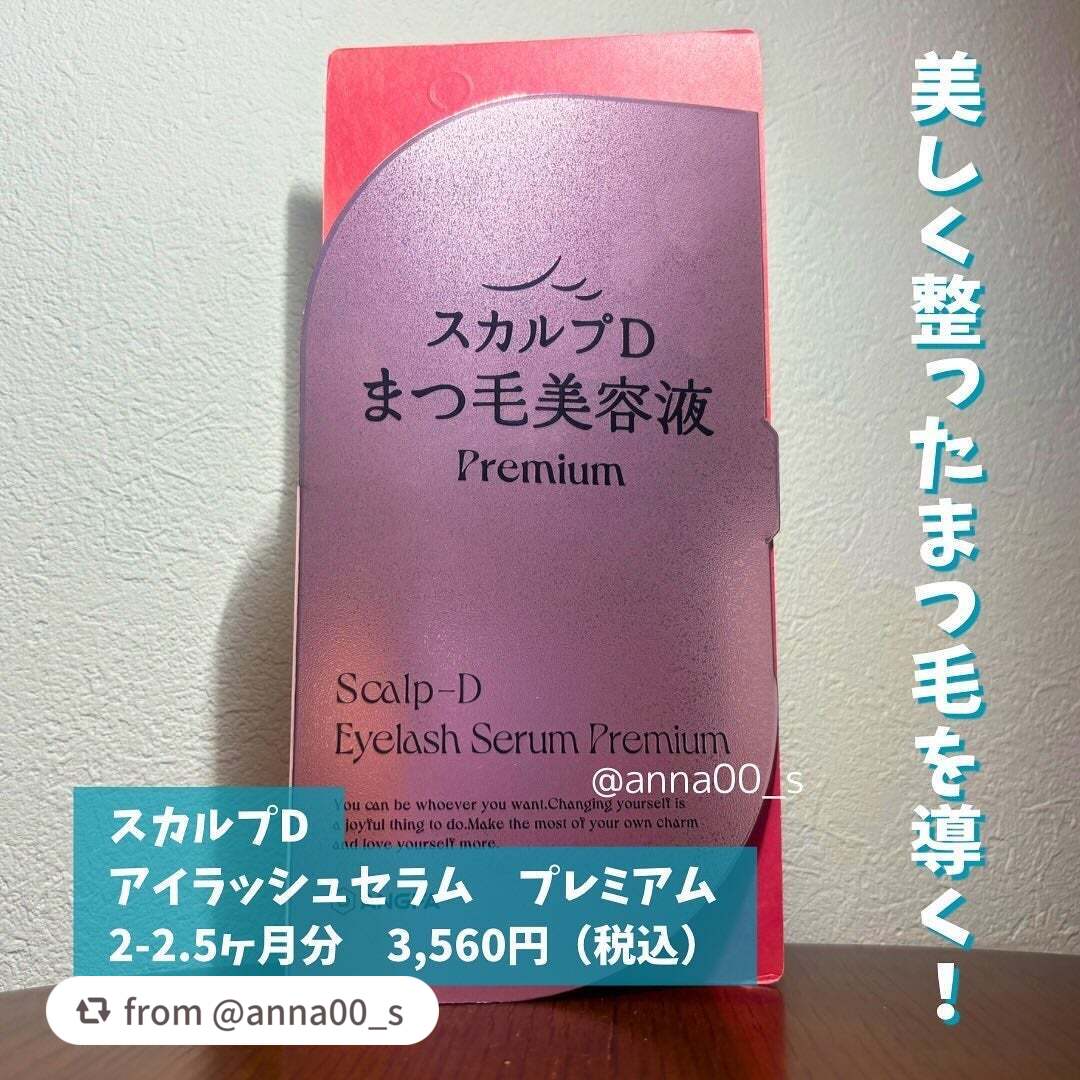 美しく整ったまつ毛を導く!
スカルプD
まつ毛美容液
Premium
Scalp-D
Eyelash Serum Premium
@anna00_s
You can be whoever you want.Changing yourself is
a joyful thing to do.Make the most of your own charm
and love yourself more.
ANGFA
スカルプD
アイラッシュセラム　プレミアム
2-2.5ヶ月分　3,560円（税込）
from @anna00_s